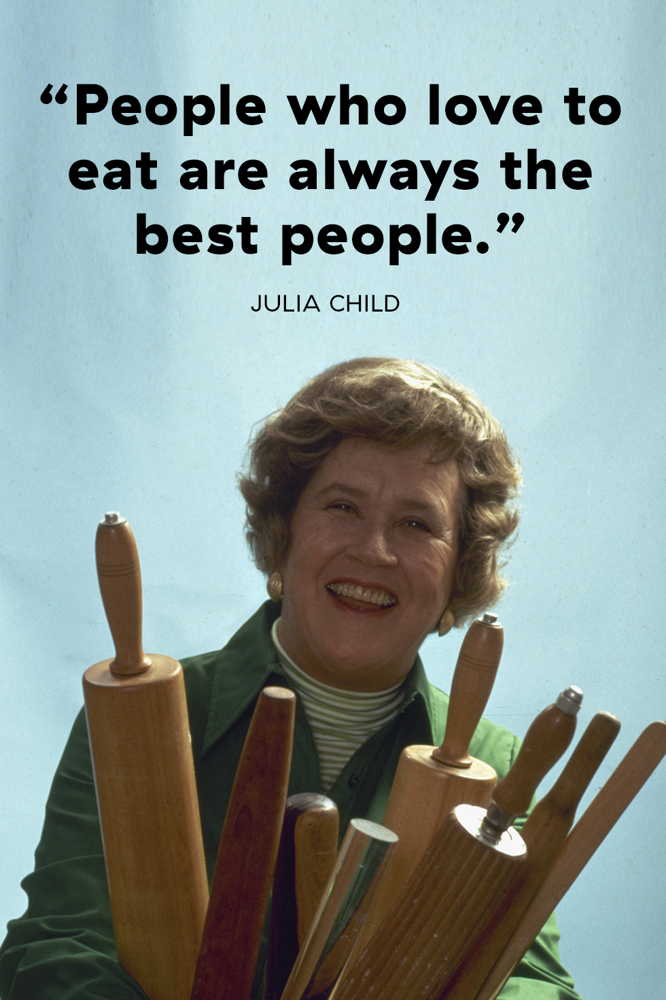 “People who love to
eat are always the
best people.”
JULIA CHILD